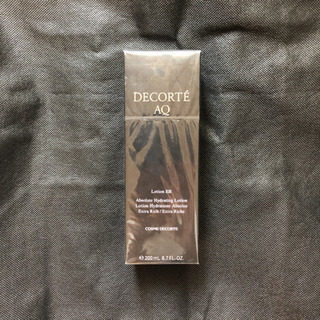 DECORTÉ
AQ
Lotion ER
Absolute Hydrating Lotion
Lotion Hydratante Absolue
Extra Rich / Extra Riche
COSME DECORTE
℮ 200 mL 6.7 FL.OZ.